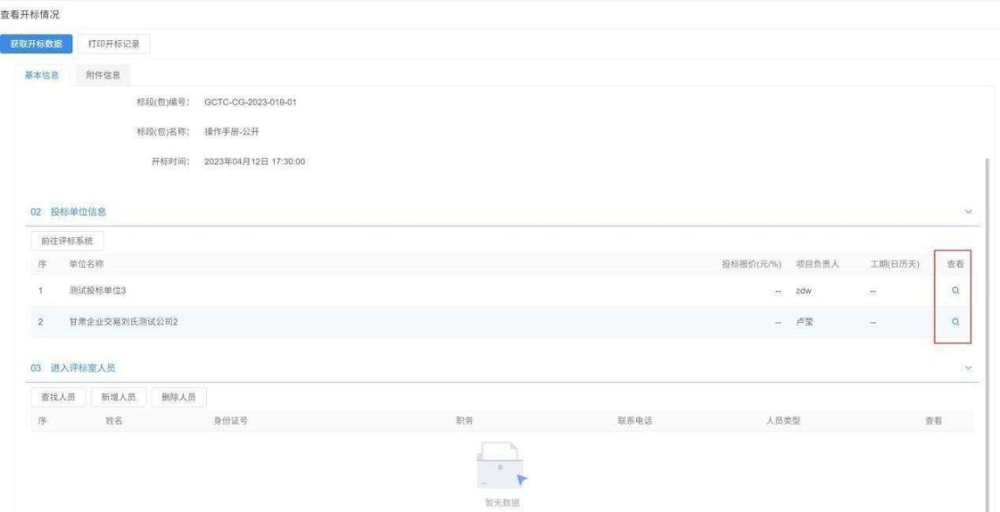 查看开标情况
获取开标数据 打印开标记录
基本信息 附件信息
标段(包)编号： GCTC-CG-2023-019-01
标段(包)名称： 操作手册-公开
开标时间： 2023年04月12日 17:30:00
02 投标单位信息
前往评标系统
序 单位名称 投标报价(元/%) 项目负责人 工期(日历天) 查看
1 测试投标单位3 -- zdw --
2 甘肃企业交易刘氏测试公司2 -- 卢莹 --
03 进入评标室人员
查找人员 新增人员 删除人员
序 姓名 身份证号 职务 联系电话 人员类型 查看
暂无数据